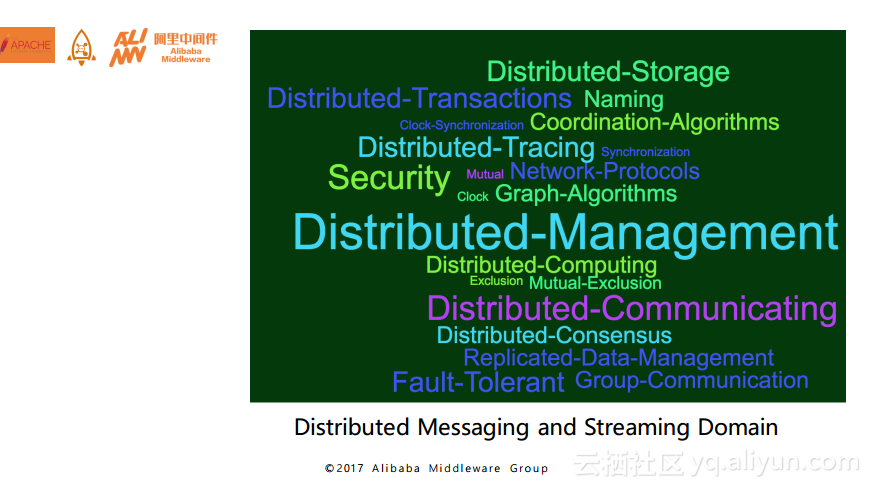 APACHE
阿里中间件
Alibaba
Middleware
Distributed-Storage
Distributed-Transactions Naming
Clock-Synchronization Coordination-Algorithms
Distributed-Tracing Synchronization
Security Mutual Network-Protocols
Clock Graph-Algorithms
Distributed-Management
Distributed-Computing
Exclusion Mutual-Exclusion
Distributed-Communicating
Distributed-Consensus
Replicated-Data-Management
Fault-Tolerant Group-Communication
Distributed Messaging and Streaming Domain
©2017 Alibaba Middleware Group
云栖社区 yq.aliyun.com